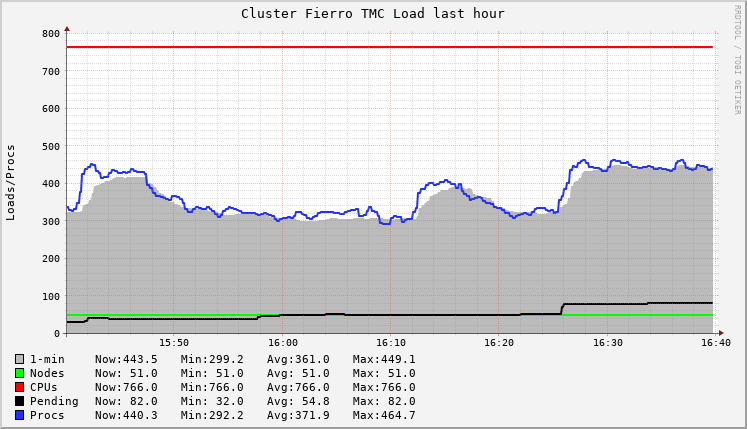 Cluster Fierro TMC Load last hour
RRDTOOL / TOBI OETIKER
Loads/Procs
800
700
600
500
400
300
200
100
0
15:50 16:00 16:10 16:20 16:30 16:40
1-min Now:443.5 Min:299.2 Avg:361.0 Max:449.1
Nodes Now: 51.0 Min: 51.0 Avg: 51.0 Max: 51.0
CPUs Now:766.0 Min:766.0 Avg:766.0 Max:766.0
Pending Now: 82.0 Min: 32.0 Avg: 54.8 Max: 82.0
Procs Now:440.3 Min:292.2 Avg:371.9 Max:464.7